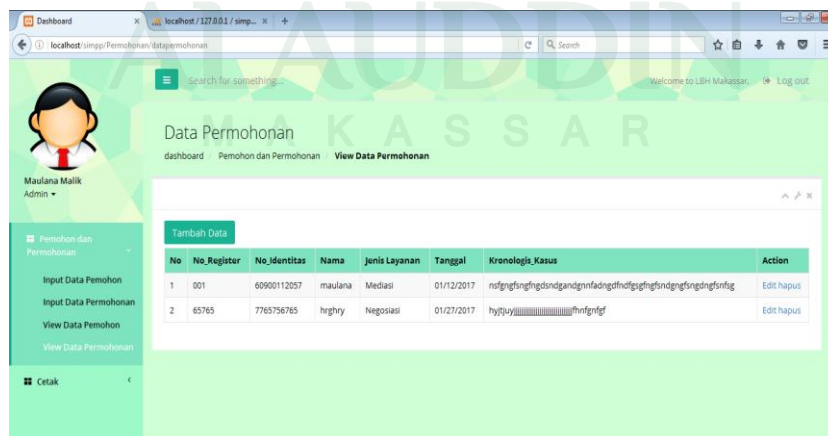 Dashboard
localhost / 127.0.0.1 / simp...
localhost/simpp/Permohonan/datapermohonan
Search
ALAUDDIN
MAKASSAR
Search for something...
Welcome to LBH Makassar.
Log out
Maulana Malik
Admin
Data Permohonan
dashboard / Pemohon dan Permohonan / View Data Permohonan
Pemohon dan
Permohonan
Input Data Pemohon
Input Data Permohonan
View Data Pemohon
View Data Permohonan
Cetak
Tambah Data
No No_Register No_Identitas Nama Jenis Layanan Tanggal Kronologis_Kasus Action
1 001 60900112057 maulana Mediasi 01/12/2017 Edit hapus
2 65765 7765756765 hrghry Negosiasi 01/27/2017 Edit hapus